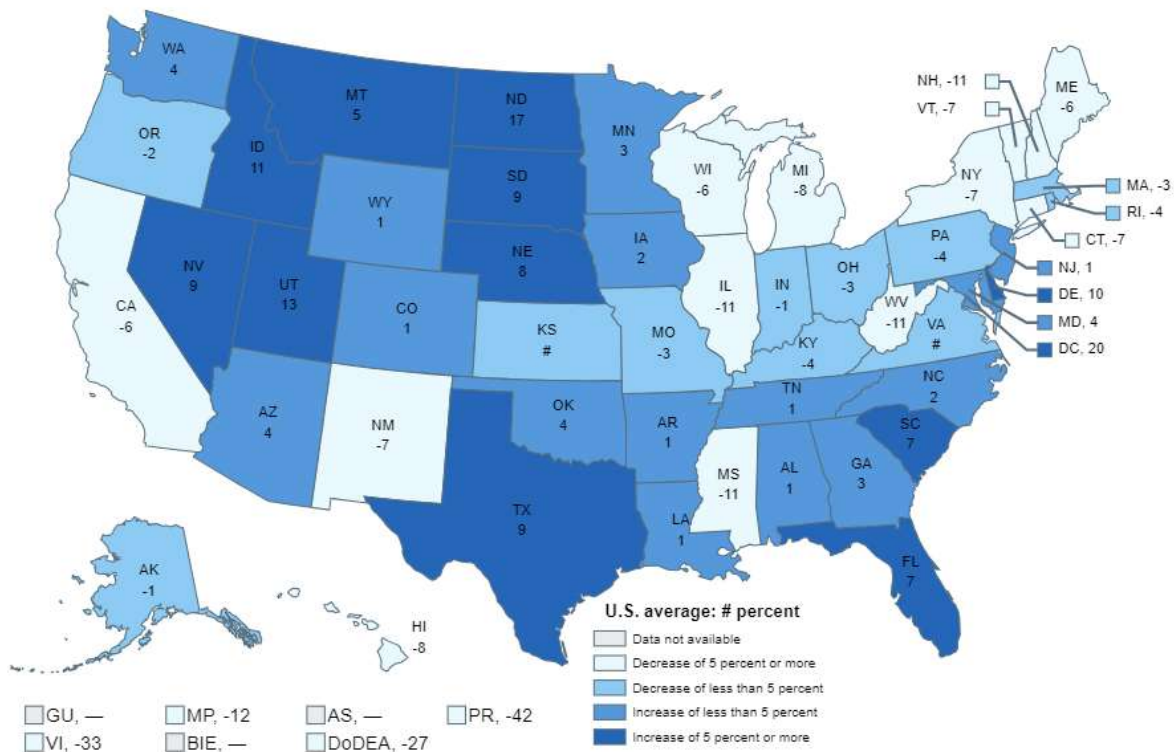 WA
4
MT
5
ND
17
MN
3
NH, -11
VT, -7
ME
-6
OR
-2
ID
11
SD
9
WI
-6
MI
-8
NY
-7
MA, -3
RI, -4
CT, -7
WY
1
IA
2
NE
8
PA
-4
NJ, 1
DE, 10
MD, 4
DC, 20
NV
9
UT
13
CO
1
CA
-6
IL
-11
IN
-1
OH
-3
WV
-11
VA
#
KS
#
MO
-3
KY
-4
AZ
4
NM
-7
OK
4
AR
1
TN
1
NC
2
SC
7
MS
-11
AL
1
GA
3
TX
9
LA
1
FL
7
AK
-1
HI
-8
U.S. average: # percent
Data not available
Decrease of 5 percent or more
Decrease of less than 5 percent
Increase of less than 5 percent
Increase of 5 percent or more
GU, — MP, -12 AS, — PR, -42
VI, -33 BIE, — DoDEA, -27